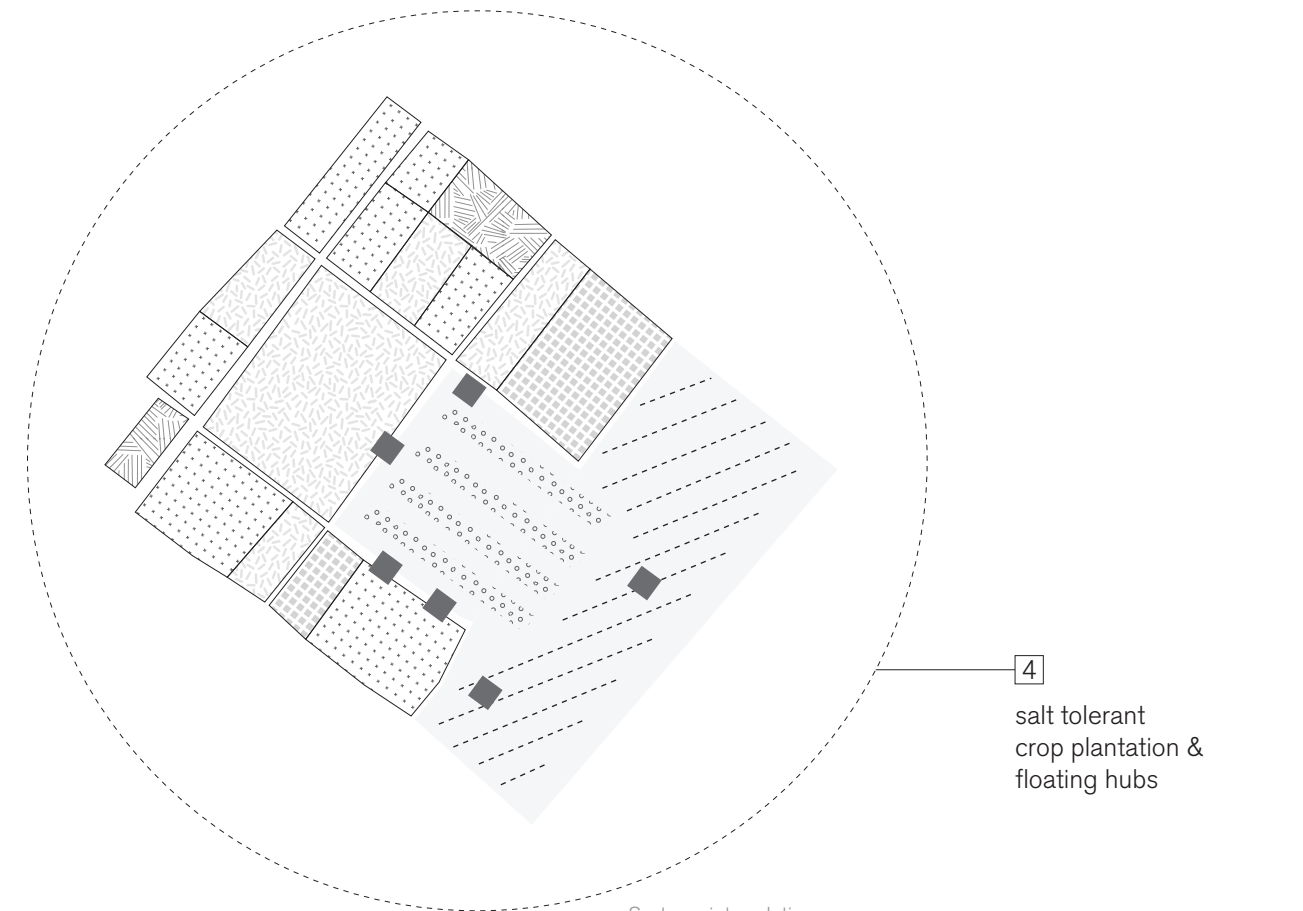 4
salt tolerant
crop plantation &
floating hubs